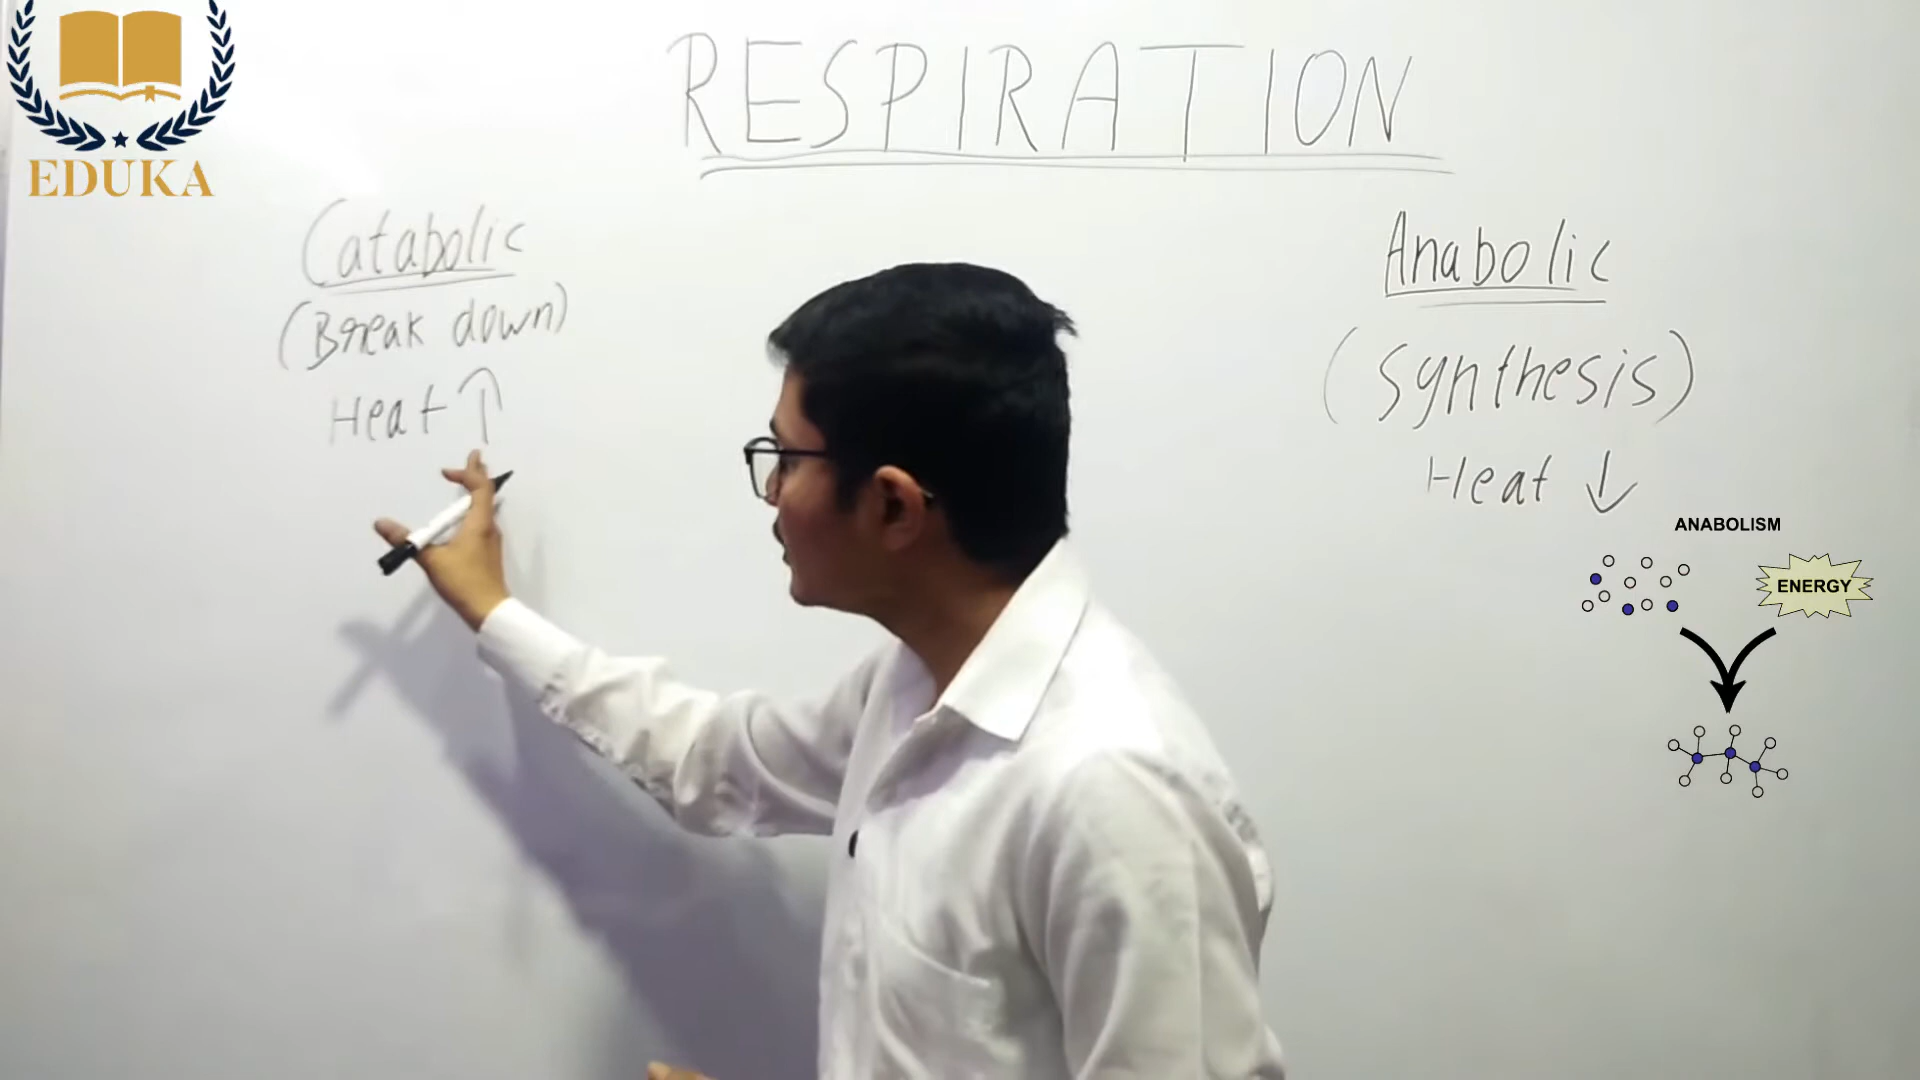 EDUKA
RESPIRATION
Catabolic
(Break down)
Heat ↑
Anabolic
(Synthesis)
Heat ↓
ANABOLISM
ENERGY